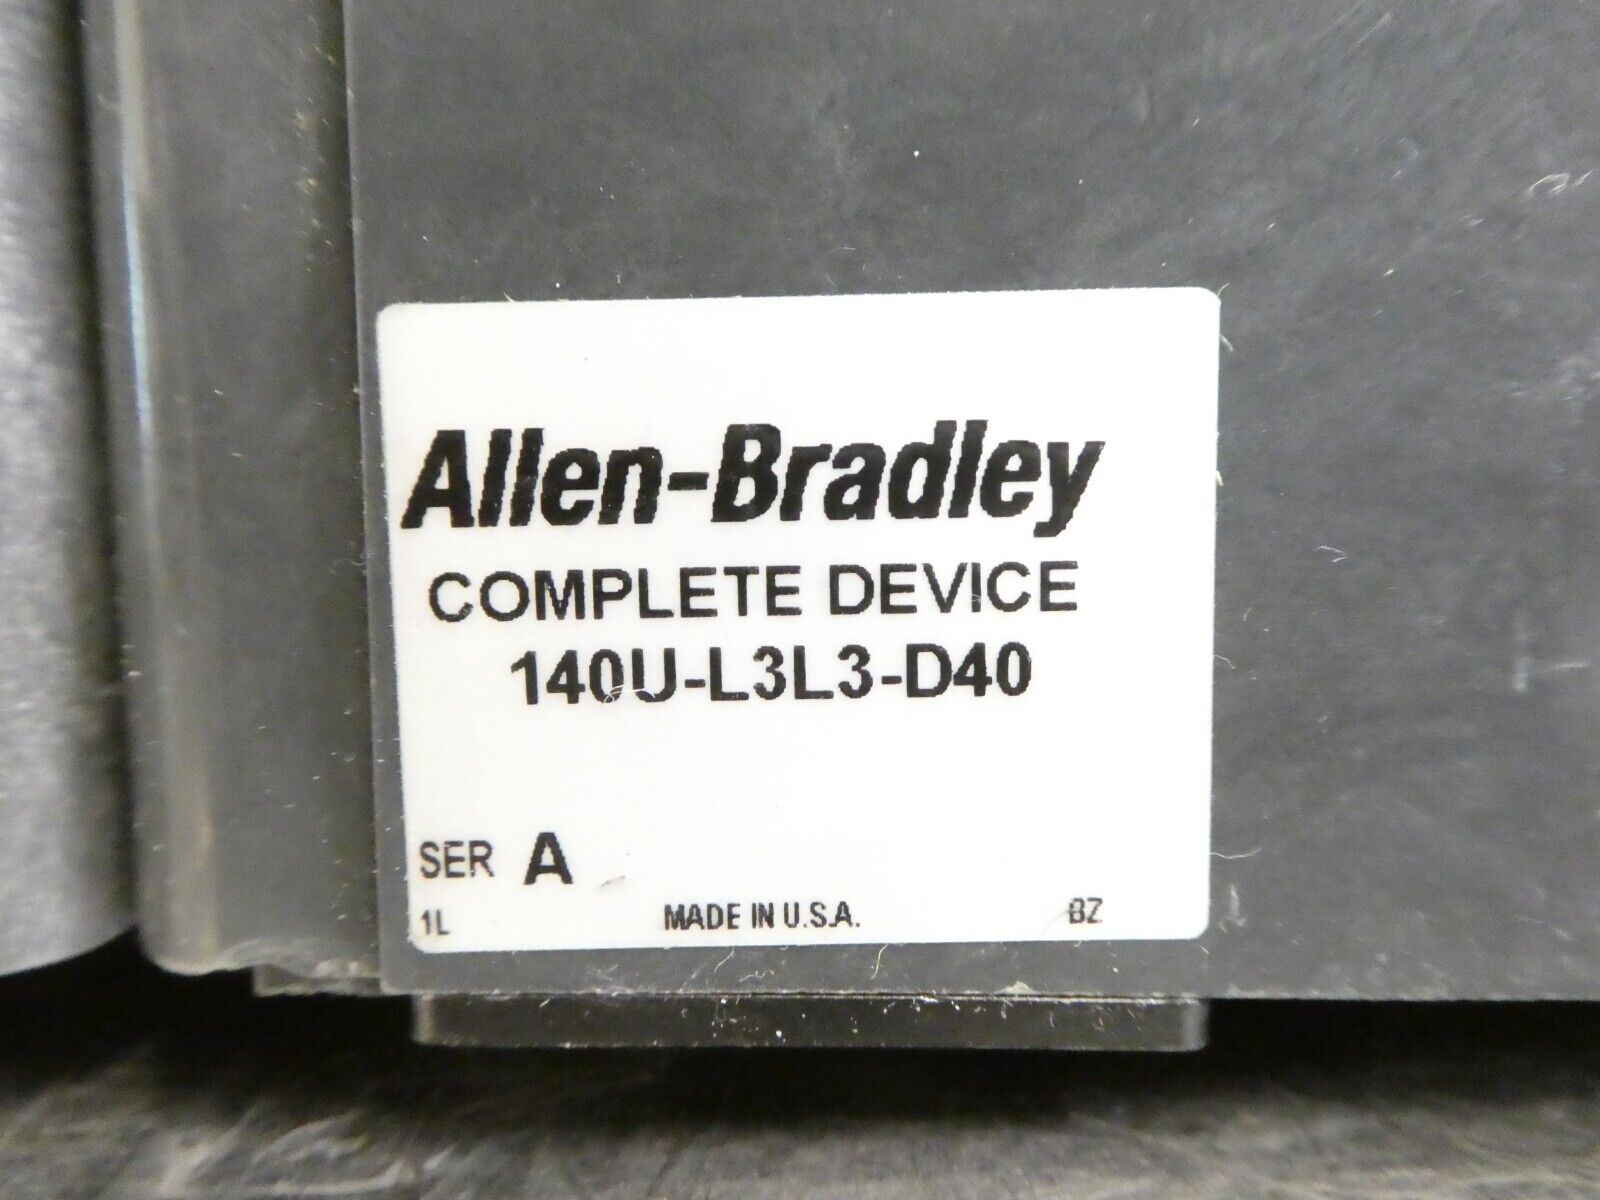 Allen-Bradley
COMPLETE DEVICE
140U-L3L3-D40
SER A
1L MADE IN U.S.A. BZ